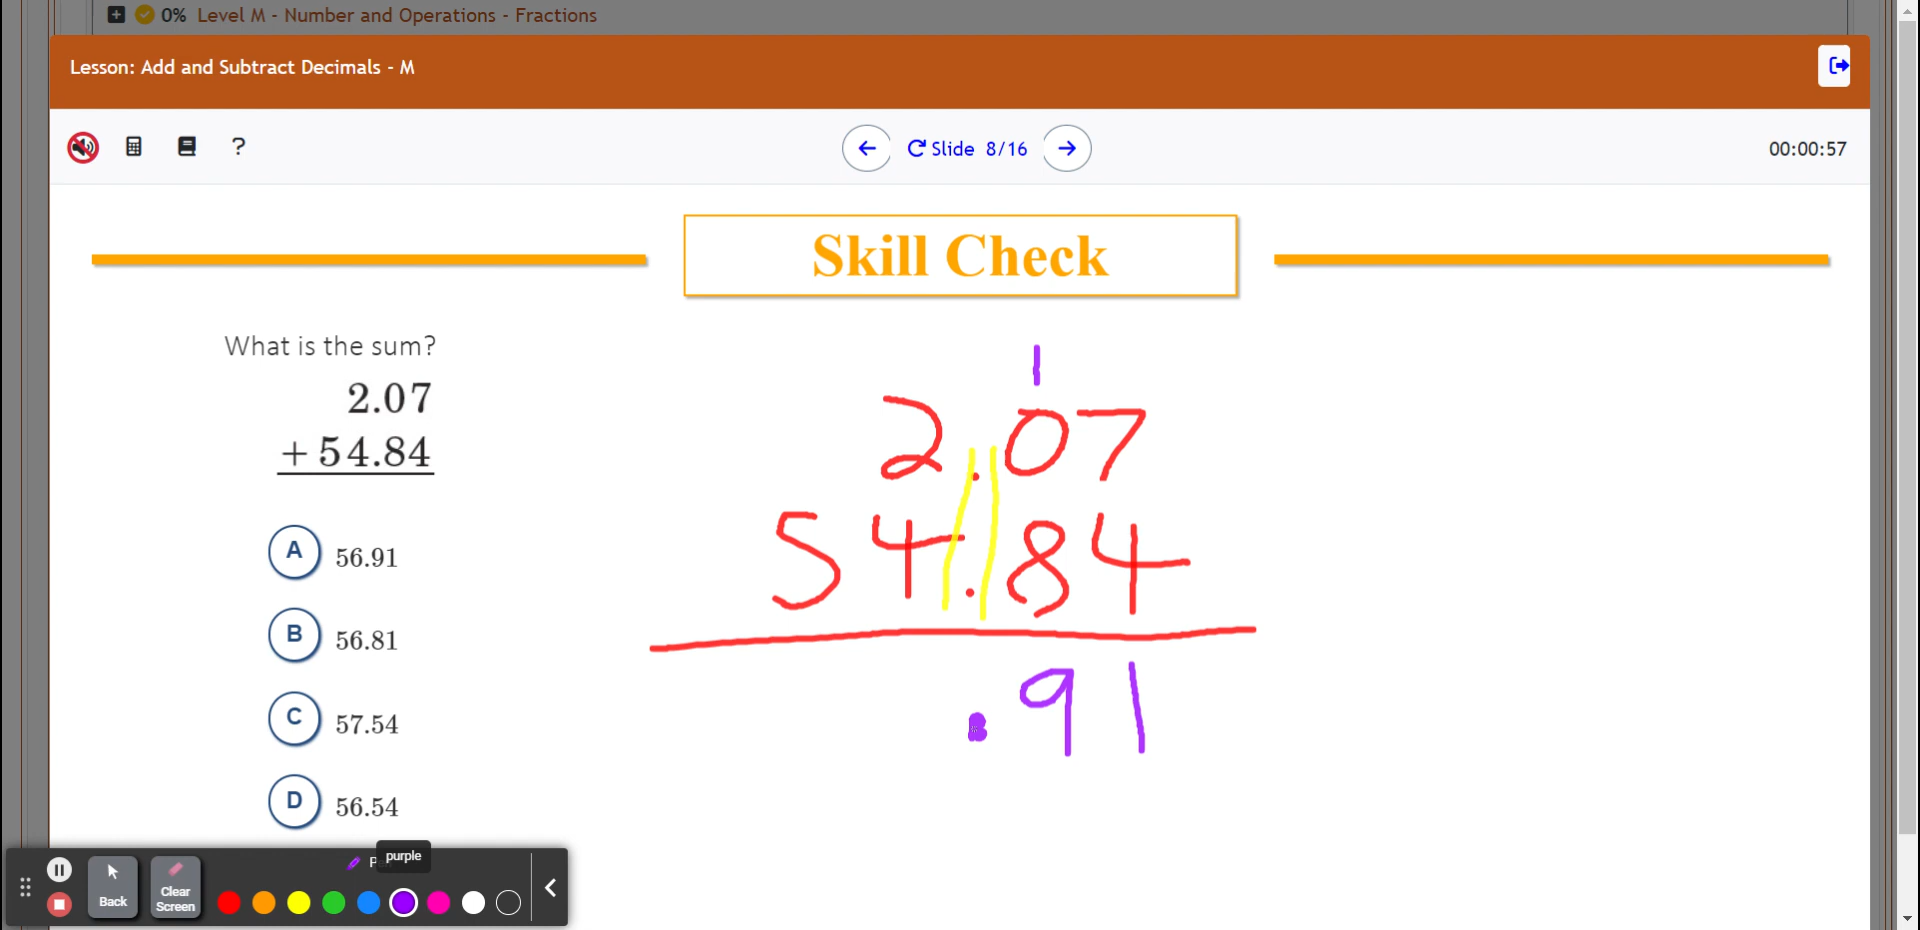 0% Level M - Number and Operations - Fractions
Lesson: Add and Subtract Decimals - M
?
Slide 8/16
00:00:57
Skill Check
What is the sum?
2.07
+54.84
A 56.91
B 56.81
C 57.54
D 56.54
1
2.07
54.84
.91
purple
Back
Clear
Screen